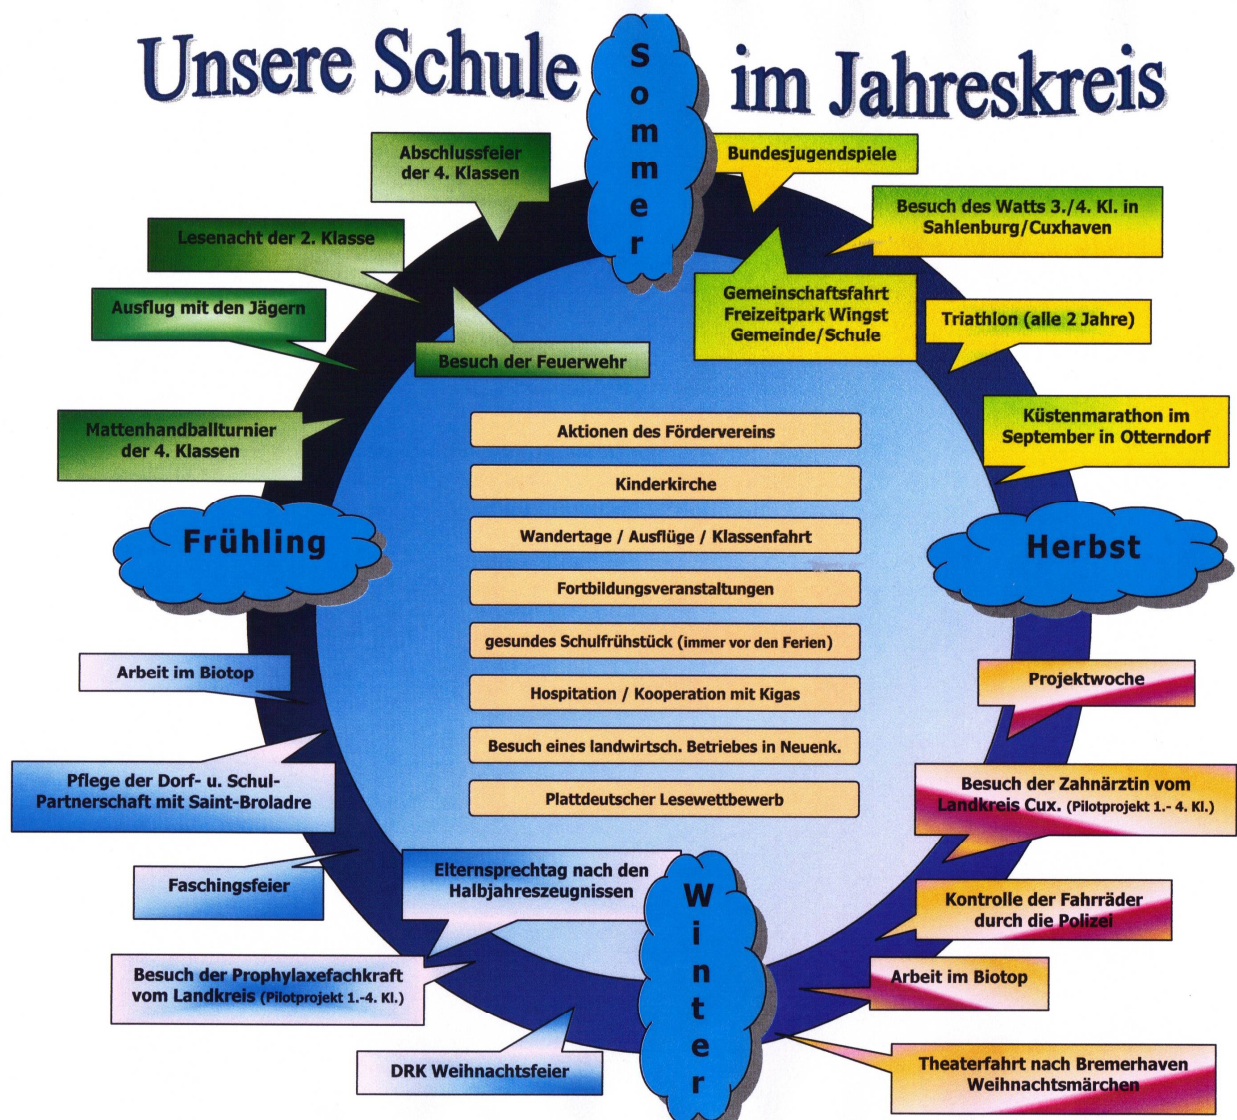 Unsere Schule im Jahreskreis
Sommer
Abschlussfeier
der 4. Klassen
Bundesjugendspiele
Besuch des Watts 3./4. Kl. in
Sahlenburg/Cuxhaven
Lesenacht der 2. Klasse
Gemeinschaftsfahrt
Freizeitpark Wingst
Gemeinde/Schule
Ausflug mit den Jägern
Triathlon (alle 2 Jahre)
Besuch der Feuerwehr
Mattenhandballturnier
der 4. Klassen
Küstenmarathon im
September in Otterndorf
Aktionen des Fördervereins
Kinderkirche
Wandertage / Ausflüge / Klassenfahrt
Fortbildungsveranstaltungen
gesundes Schulfrühstück (immer vor den Ferien)
Hospitation / Kooperation mit Kigas
Besuch eines landwirtsch. Betriebes in Neuenk.
Plattdeutscher Lesewettbewerb
Frühling
Herbst
Arbeit im Biotop
Projektwoche
Pflege der Dorf- u. Schul-
Partnerschaft mit Saint-Broladre
Besuch der Zahnärztin vom
Landkreis Cux. (Pilotprojekt 1.- 4. Kl.)
Faschingsfeier
Elternsprechtag nach den
Halbjahreszeugnissen
Kontrolle der Fahrräder
durch die Polizei
Winter
Besuch der Prophylaxefachkraft
vom Landkreis (Pilotprojekt 1.-4. Kl.)
Arbeit im Biotop
DRK Weihnachtsfeier
Theaterfahrt nach Bremerhaven
Weihnachtsmärchen